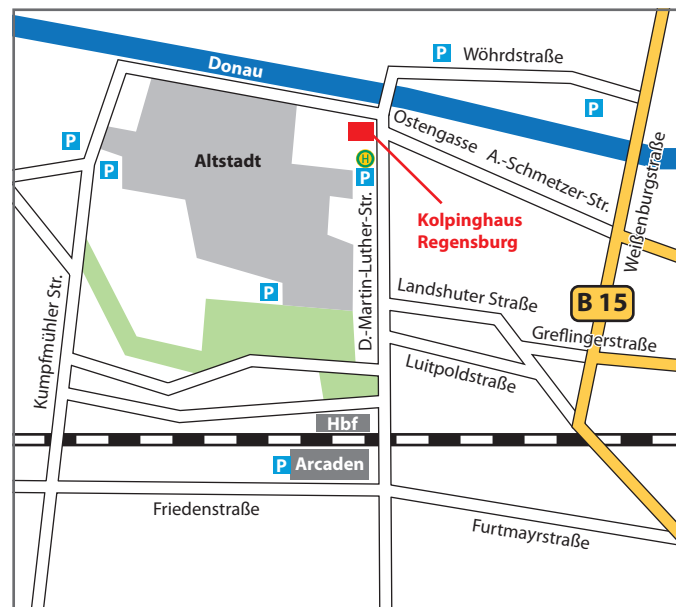 P
Wöhrdstraße
Donau
P
P
Ostengasse
A.-Schmetzer-Str.
Altstadt
H
P
P
Weißenburgstraße
Kolpinghaus
Regensburg
D.-Martin-Luther-Str.
Kumpfmühler Str.
P
Landshuter Straße
B 15
Greflingerstraße
Luitpoldstraße
Hbf
P
Arcaden
Friedenstraße
Furtmayrstraße